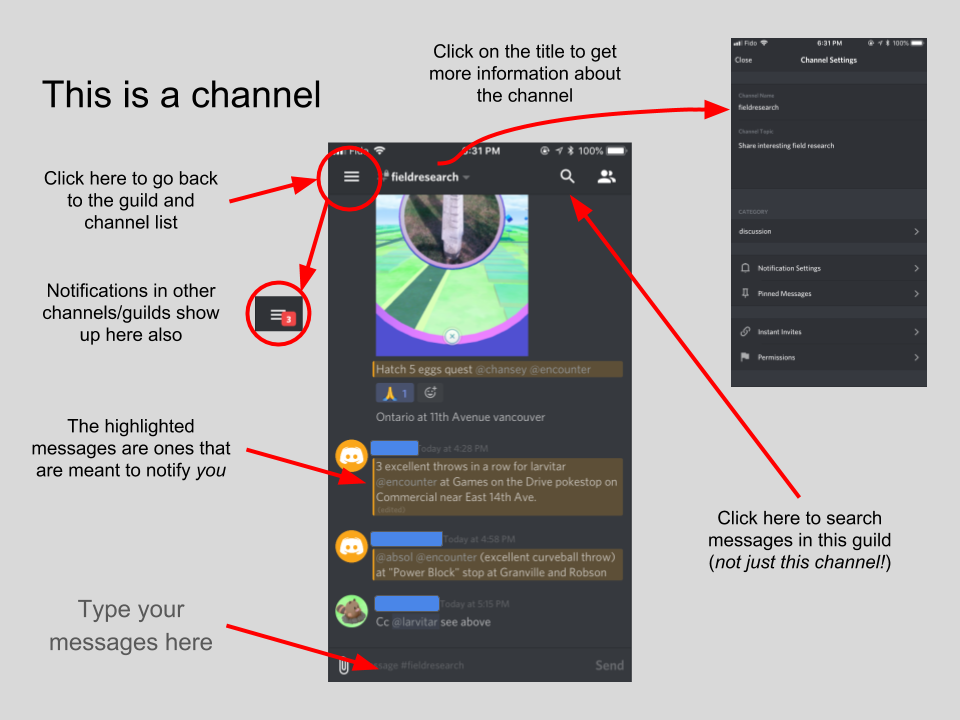 This is a channel
Click on the title to get
more information about
the channel
Click here to go back
to the guild and
channel list
Notifications in other
channels/guilds show
up here also
3
The highlighted
messages are ones that
are meant to notify you
Type your
messages here
Fido 6:31 PM 100%
fieldresearch
Hatch 5 eggs quest @chansey @encounter
1
Ontario at 11th Avenue vancouver
Today at 4:28 PM
3 excellent throws in a row for larvitar
@encounter at Games on the Drive pokestop on
Commercial near East 14th Ave.
(edited)
Today at 4:58 PM
@absol @encounter (excellent curveball throw)
at "Power Block" stop at Granville and Robson
Today at 5:15 PM
Cc @larvitar see above
Message #fieldresearch Send
Fido 6:31 PM 100%
Close Channel Settings
Channel Name
fieldresearch
Channel Topic
Share interesting field research
CATEGORY
discussion
Notification Settings
Pinned Messages
Instant Invites
Permissions
Click here to search
messages in this guild
(not just this channel!)